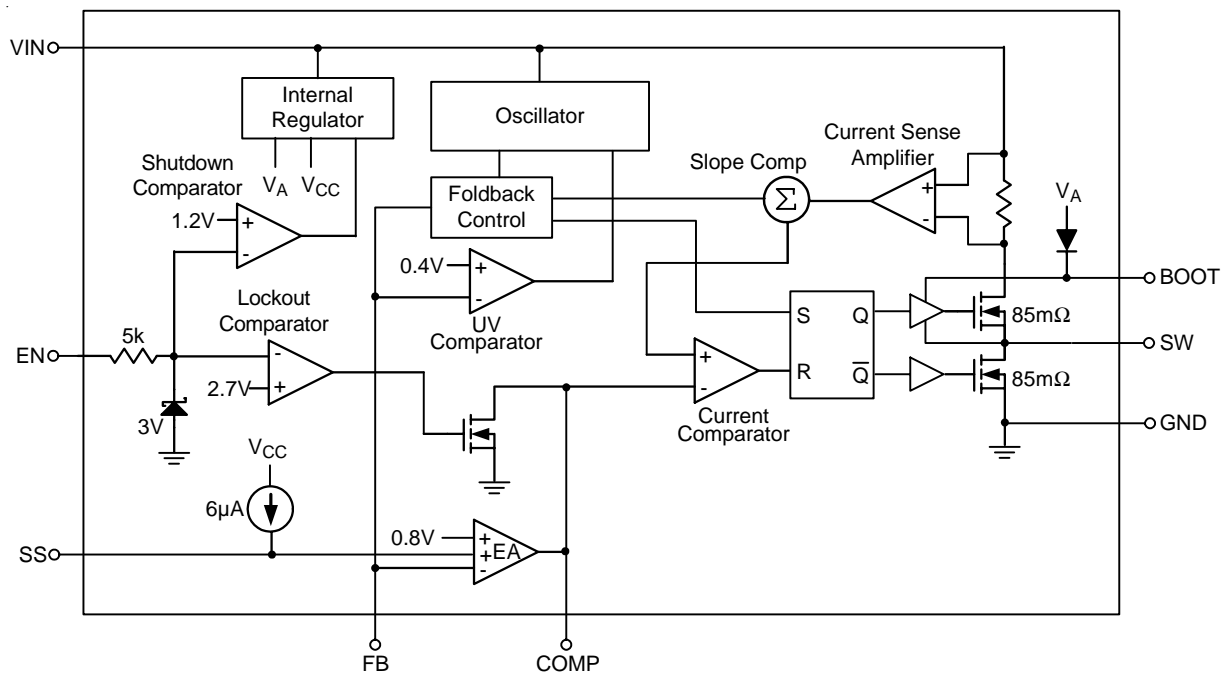 VIN
Internal
Regulator
Oscillator
Current Sense
Amplifier
Shutdown
Comparator
VA
VCC
Slope Comp
Foldback
Control
Σ
+
-
VA
1.2V
+
-
0.4V
+
-
UV
Comparator
BOOT
Lockout
Comparator
S
Q
85mΩ
5k
EN
-
+
2.7V
SW
+
-
R
Q̅
85mΩ
Current
Comparator
3V
GND
VCC
6µA
0.8V
+
+
-
EA
SS
FB
COMP